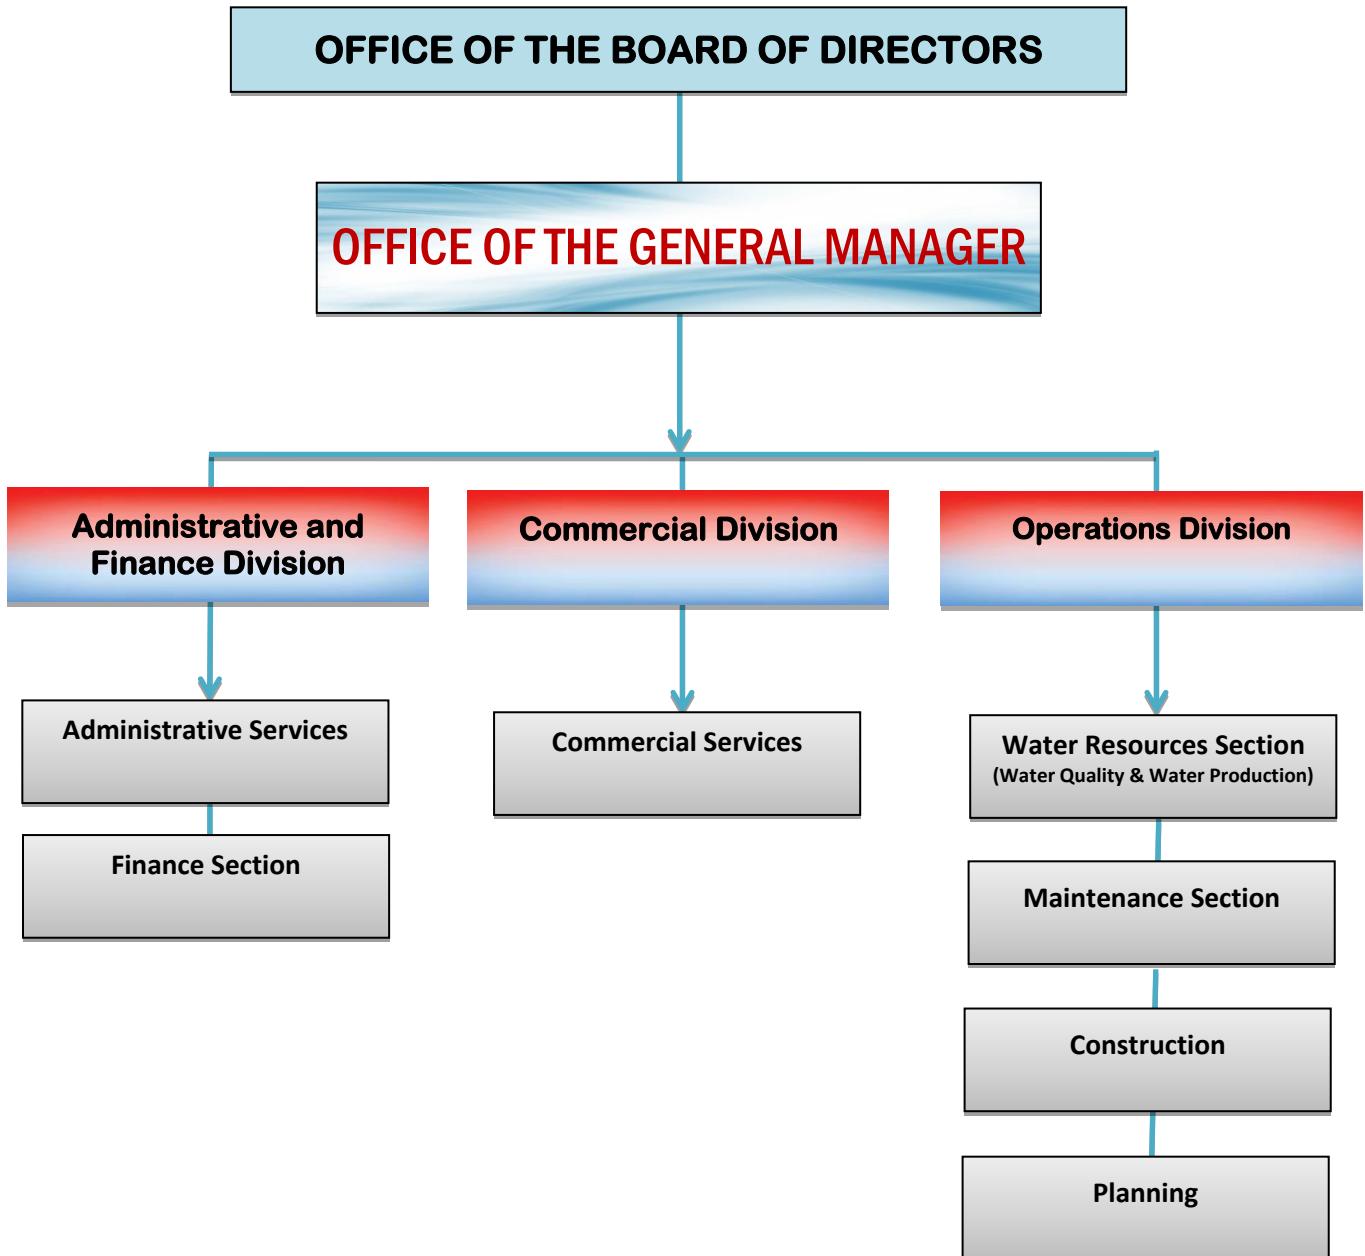 OFFICE OF THE BOARD OF DIRECTORS
OFFICE OF THE GENERAL MANAGER
Administrative and
Finance Division
Commercial Division
Operations Division
Administrative Services
Finance Section
Commercial Services
Water Resources Section
(Water Quality & Water Production)
Maintenance Section
Construction
Planning